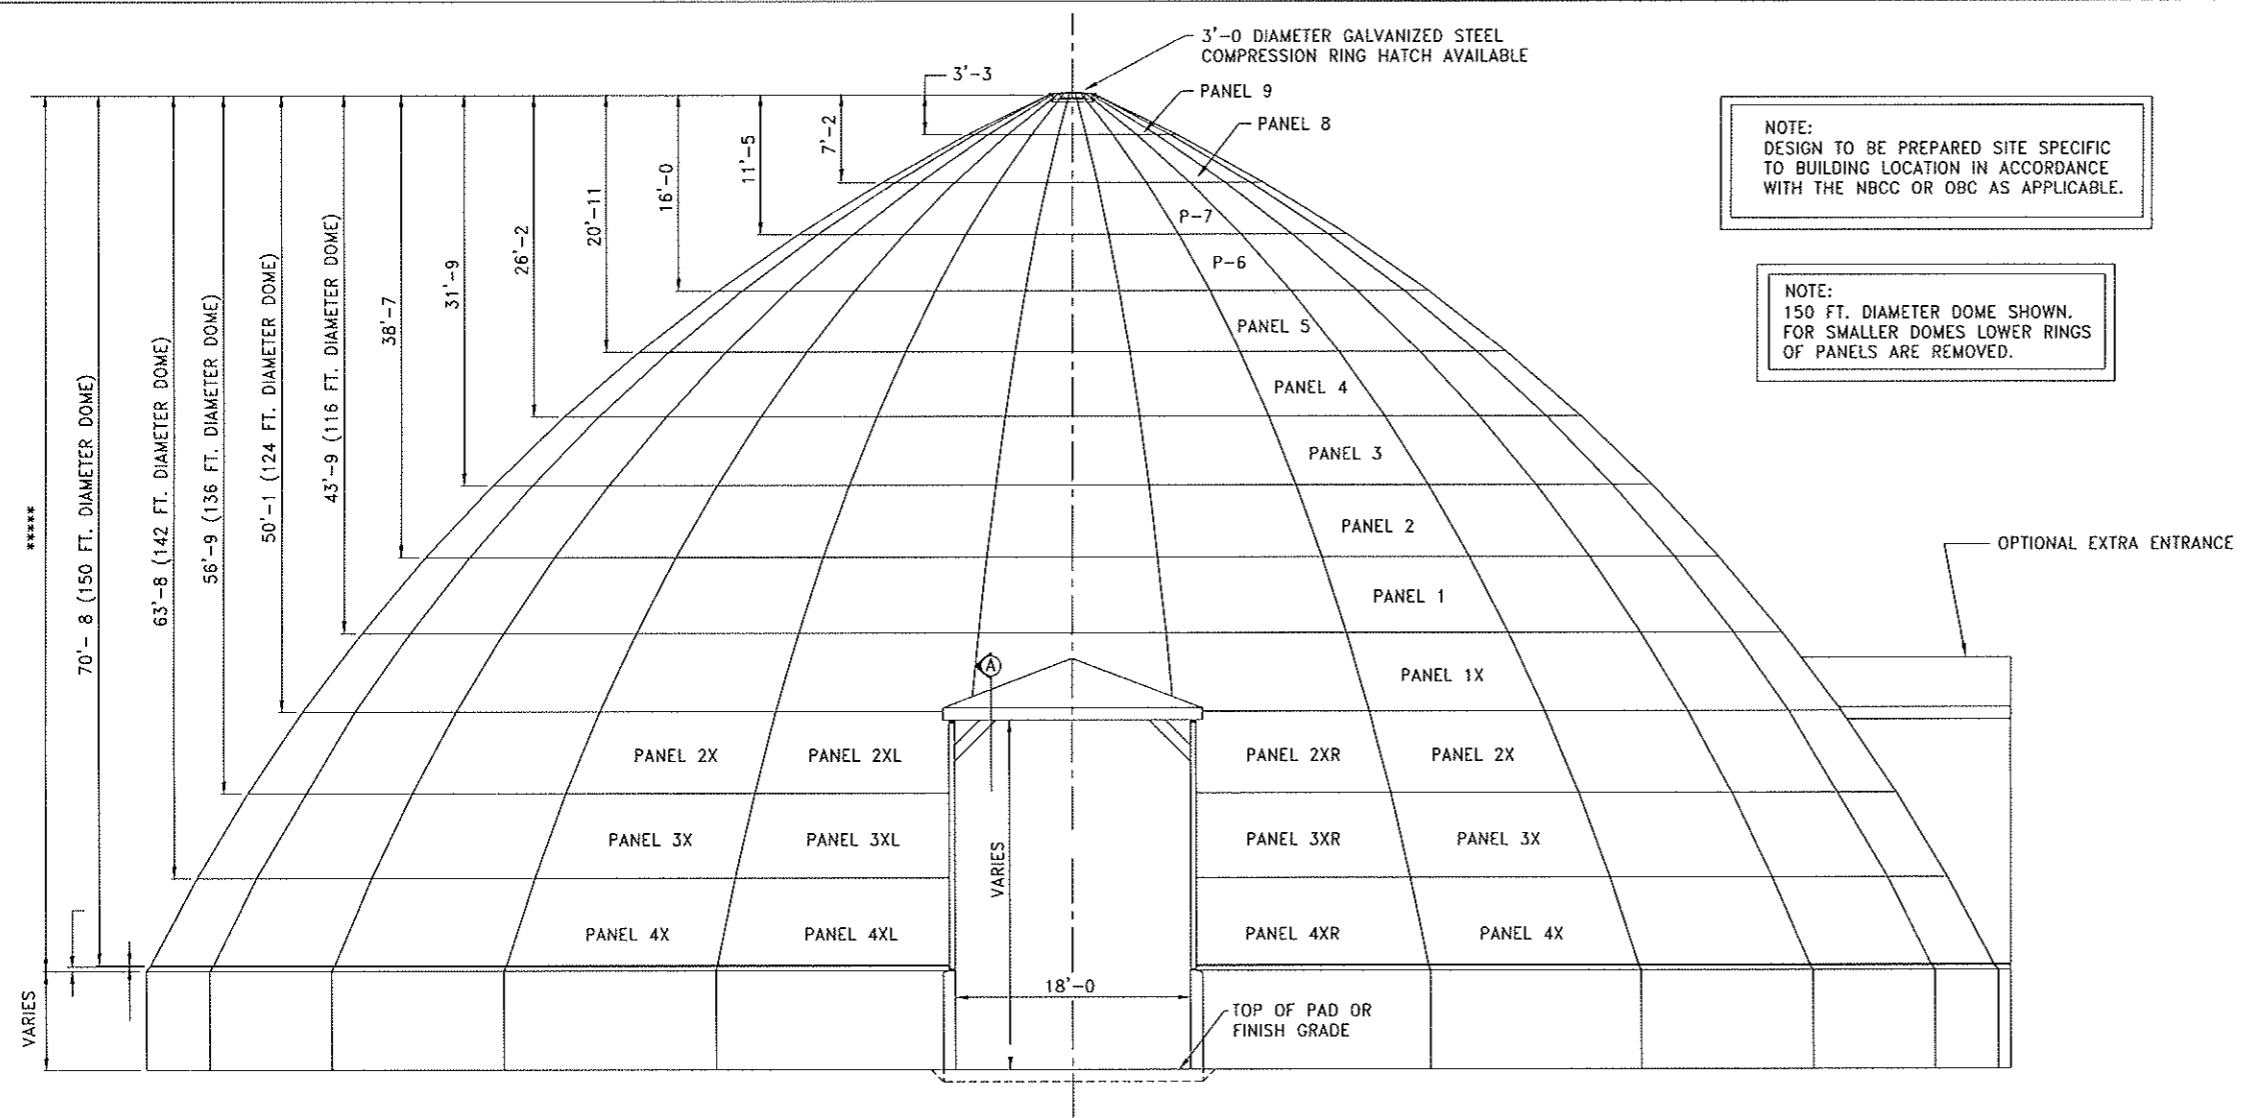 3'-0 DIAMETER GALVANIZED STEEL
COMPRESSION RING HATCH AVAILABLE
3'-3
PANEL 9
PANEL 8
7'-2
11'-5
16'-0
20'-11
26'-2
31'-9
38'-7
43'-9 (116 FT. DIAMETER DOME)
50'-1 (124 FT. DIAMETER DOME)
56'-9 (136 FT. DIAMETER DOME)
63'-8 (142 FT. DIAMETER DOME)
70'- 8 (150 FT. DIAMETER DOME)
*****
NOTE:
DESIGN TO BE PREPARED SITE SPECIFIC
TO BUILDING LOCATION IN ACCORDANCE
WITH THE NBCC OR OBC AS APPLICABLE.
NOTE:
150 FT. DIAMETER DOME SHOWN.
FOR SMALLER DOMES LOWER RINGS
OF PANELS ARE REMOVED.
P-7
P-6
PANEL 5
PANEL 4
PANEL 3
PANEL 2
PANEL 1
OPTIONAL EXTRA ENTRANCE
A
PANEL 1X
PANEL 2X
PANEL 2XL
PANEL 2XR
PANEL 2X
PANEL 3X
PANEL 3XL
PANEL 3XR
PANEL 3X
VARIES
PANEL 4X
PANEL 4XL
PANEL 4XR
PANEL 4X
VARIES
18'-0
TOP OF PAD OR
FINISH GRADE